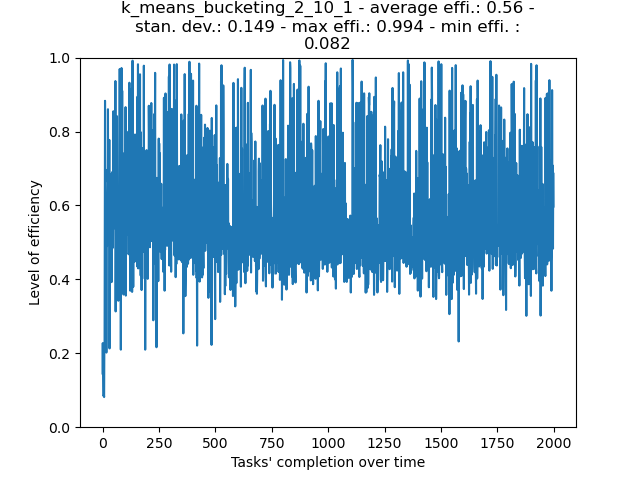 k_means_bucketing_2_10_1 - average effi.: 0.56 -
stan. dev.: 0.149 - max effi.: 0.994 - min effi. :
0.082
1.0
0.8
0.6
0.4
0.2
0.0
Level of efficiency
0 250 500 750 1000 1250 1500 1750 2000
Tasks' completion over time